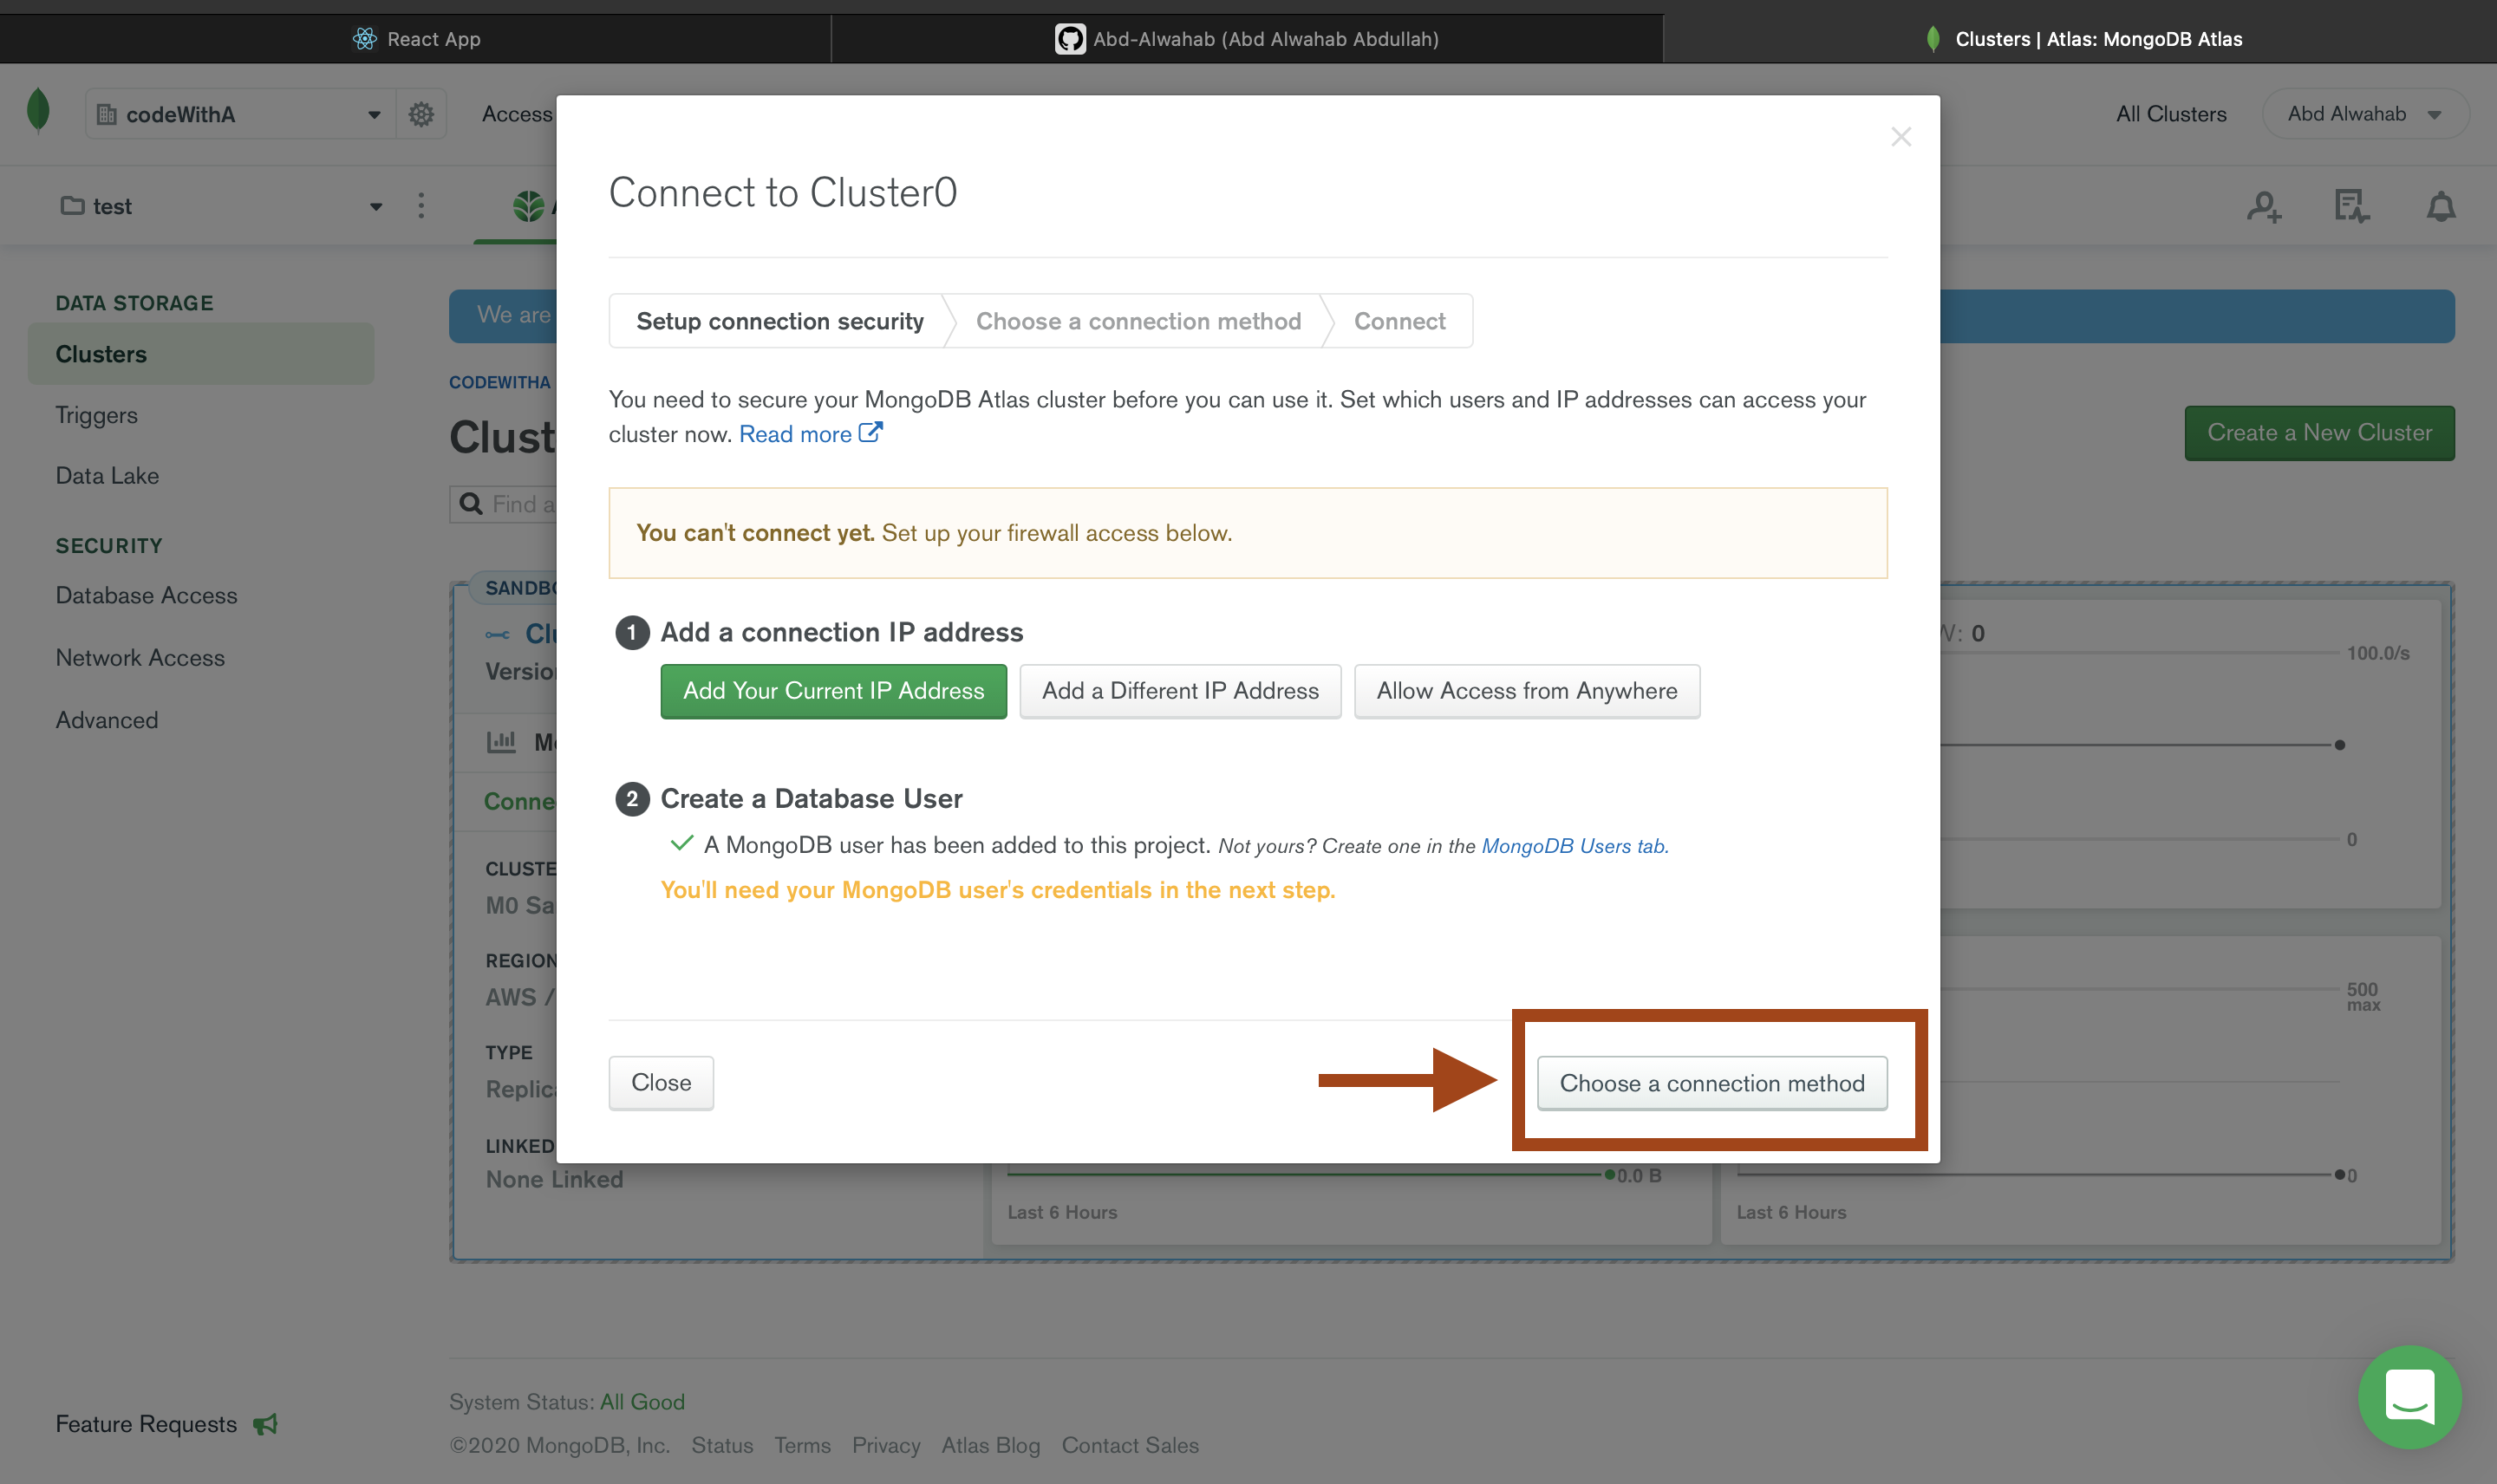 React App
Abd-Alwahab (Abd Alwahab Abdullah)
Clusters | Atlas: MongoDB Atlas
codeWithA
Access
All Clusters
Abd Alwahab
test
DATA STORAGE
Clusters
Triggers
Data Lake
SECURITY
Database Access
Network Access
Advanced
Feature Requests
We are
CODEWITHA
Clust
Find a
Create a New Cluster
Connect to Cluster0
Setup connection security
Choose a connection method
Connect
You need to secure your MongoDB Atlas cluster before you can use it. Set which users and IP addresses can access your
cluster now. Read more
You can't connect yet. Set up your firewall access below.
1 Add a connection IP address
Add Your Current IP Address
Add a Different IP Address
Allow Access from Anywhere
2 Create a Database User
A MongoDB user has been added to this project. Not yours? Create one in the MongoDB Users tab.
You'll need your MongoDB user's credentials in the next step.
Close
Choose a connection method
SANDBO
Clu
Version
Me
Connec
CLUSTE
M0 Sa
REGION
AWS /
TYPE
Replica
LINKED
None Linked
W: 0
100.0/s
0
500
max
0.0 B
0
Last 6 Hours
Last 6 Hours
System Status: All Good
©2020 MongoDB, Inc.
Status
Terms
Privacy
Atlas Blog
Contact Sales